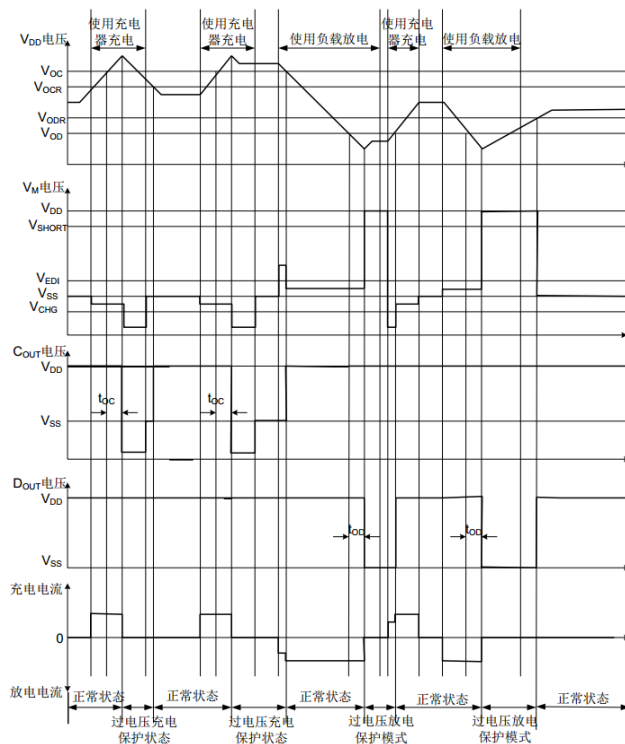 使用充电
器充电
使用充电
器充电
使用负载放电
使用充电
器充电
使用负载放电
VDD电压
VOC
VOCR
VODR
VOD
VM电压
VDD
VSHORT
VEDI
VSS
VCHG
COUT电压
VDD
tOC
tOC
VSS
DOUT电压
VDD
tOD
tOD
VSS
充电电流
0
放电电流
正常状态
正常状态
正常状态
正常状态
正常状态
过电压充电
保护状态
过电压充电
保护状态
过电压放电
保护模式
过电压放电
保护模式